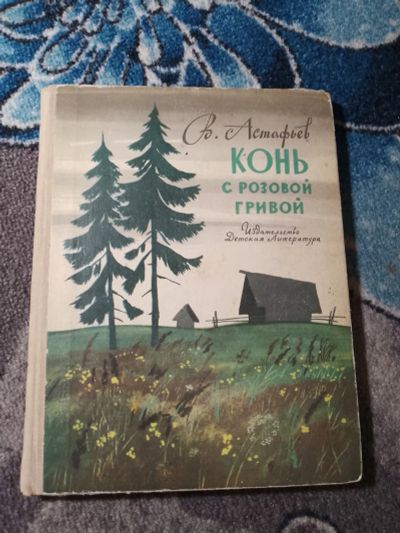 В. Астафьев
КОНЬ
С РОЗОВОЙ
ГРИВОЙ
Издательство
Детская Литература